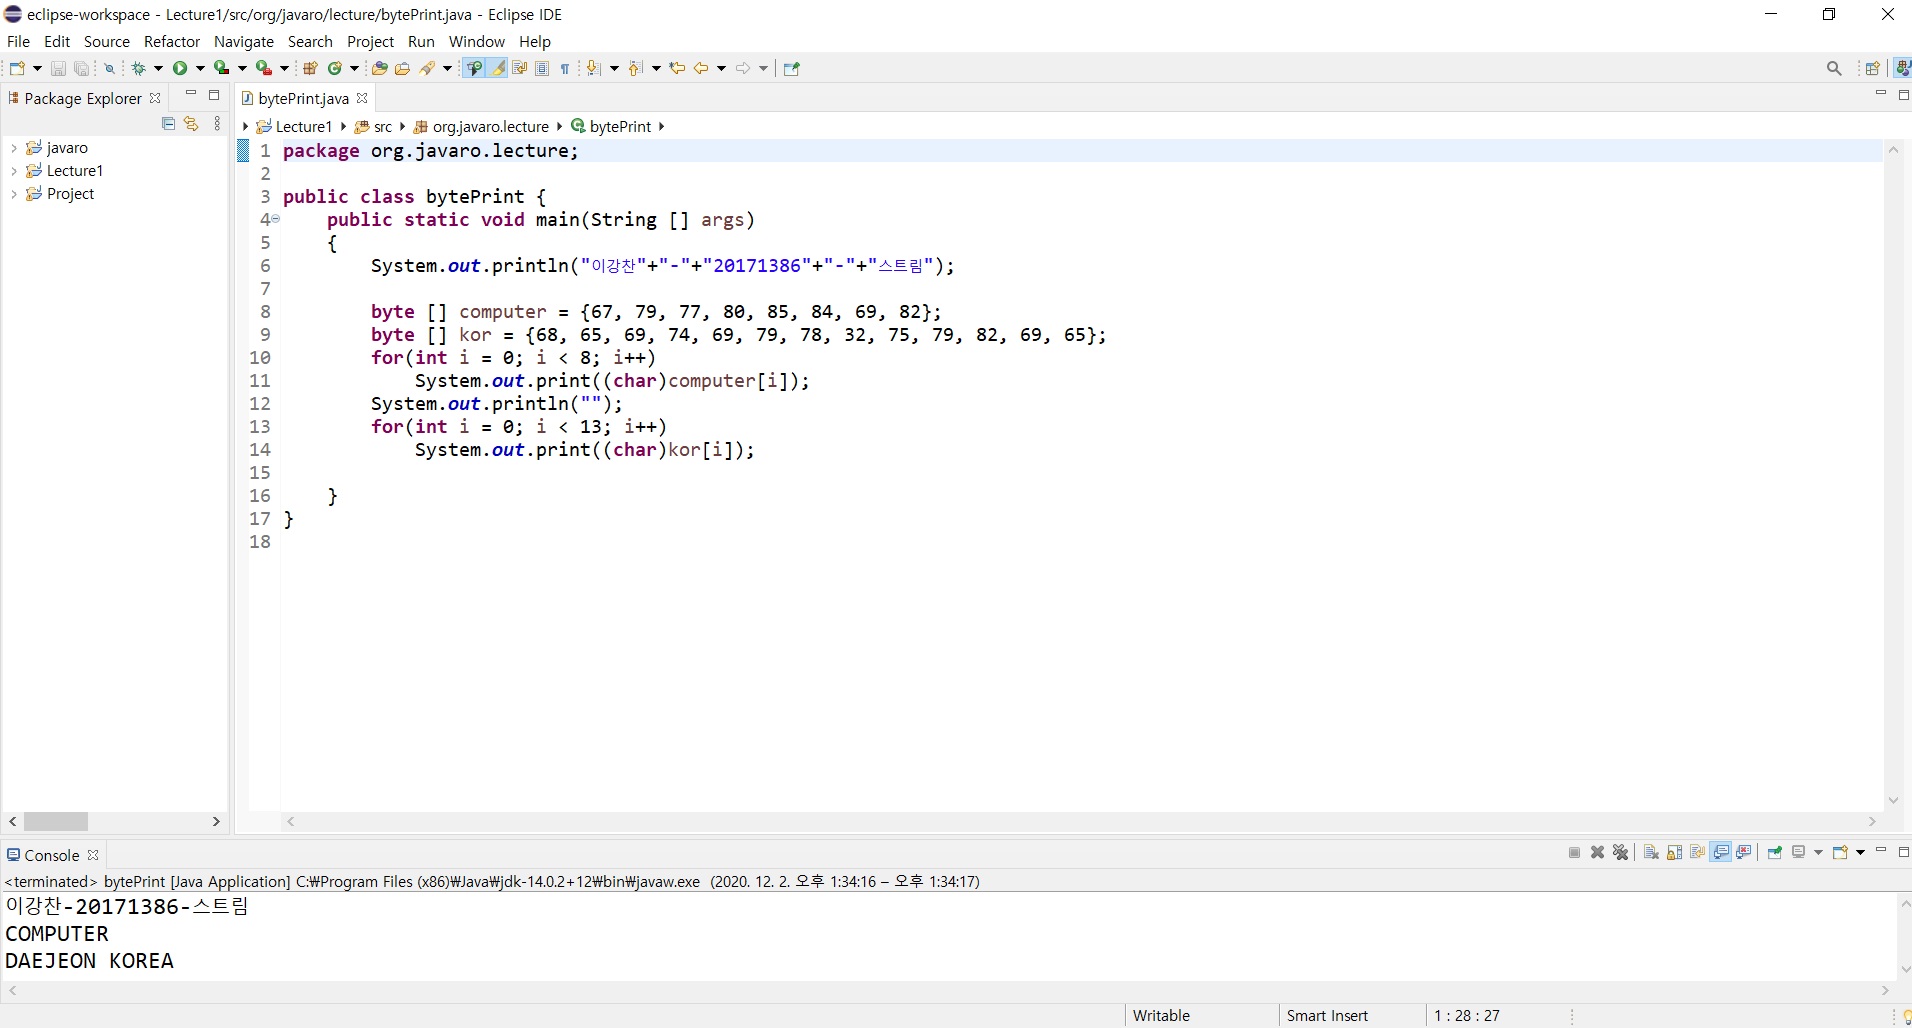 eclipse-workspace - Lecture1/src/org/javaro/lecture/bytePrint.java - Eclipse IDE
File Edit Source Refactor Navigate Search Project Run Window Help
Package Explorer
bytePrint.java
Lecture1 src org.javaro.lecture bytePrint
javaro
Lecture1
Project
1 package org.javaro.lecture;
2
3 public class bytePrint {
4 public static void main(String [] args)
5 {
6 System.out.println("이강찬"+"-"+"20171386"+"-"+"스트림");
7
8 byte [] computer = {67, 79, 77, 80, 85, 84, 69, 82};
9 byte [] kor = {68, 65, 69, 74, 69, 79, 78, 32, 75, 79, 82, 69, 65};
10 for(int i = 0; i < 8; i++)
11 System.out.print((char)computer[i]);
12 System.out.println("");
13 for(int i = 0; i < 13; i++)
14 System.out.print((char)kor[i]);
15
16 }
17 }
18
Console
<terminated> bytePrint [Java Application] C:₩Program Files (x86)₩Java₩jdk-14.0.2+12₩bin₩javaw.exe (2020. 12. 2. 오후 1:34:16 – 오후 1:34:17)
이강찬-20171386-스트림
COMPUTER
DAEJEON KOREA
Writable Smart Insert 1 : 28 : 27